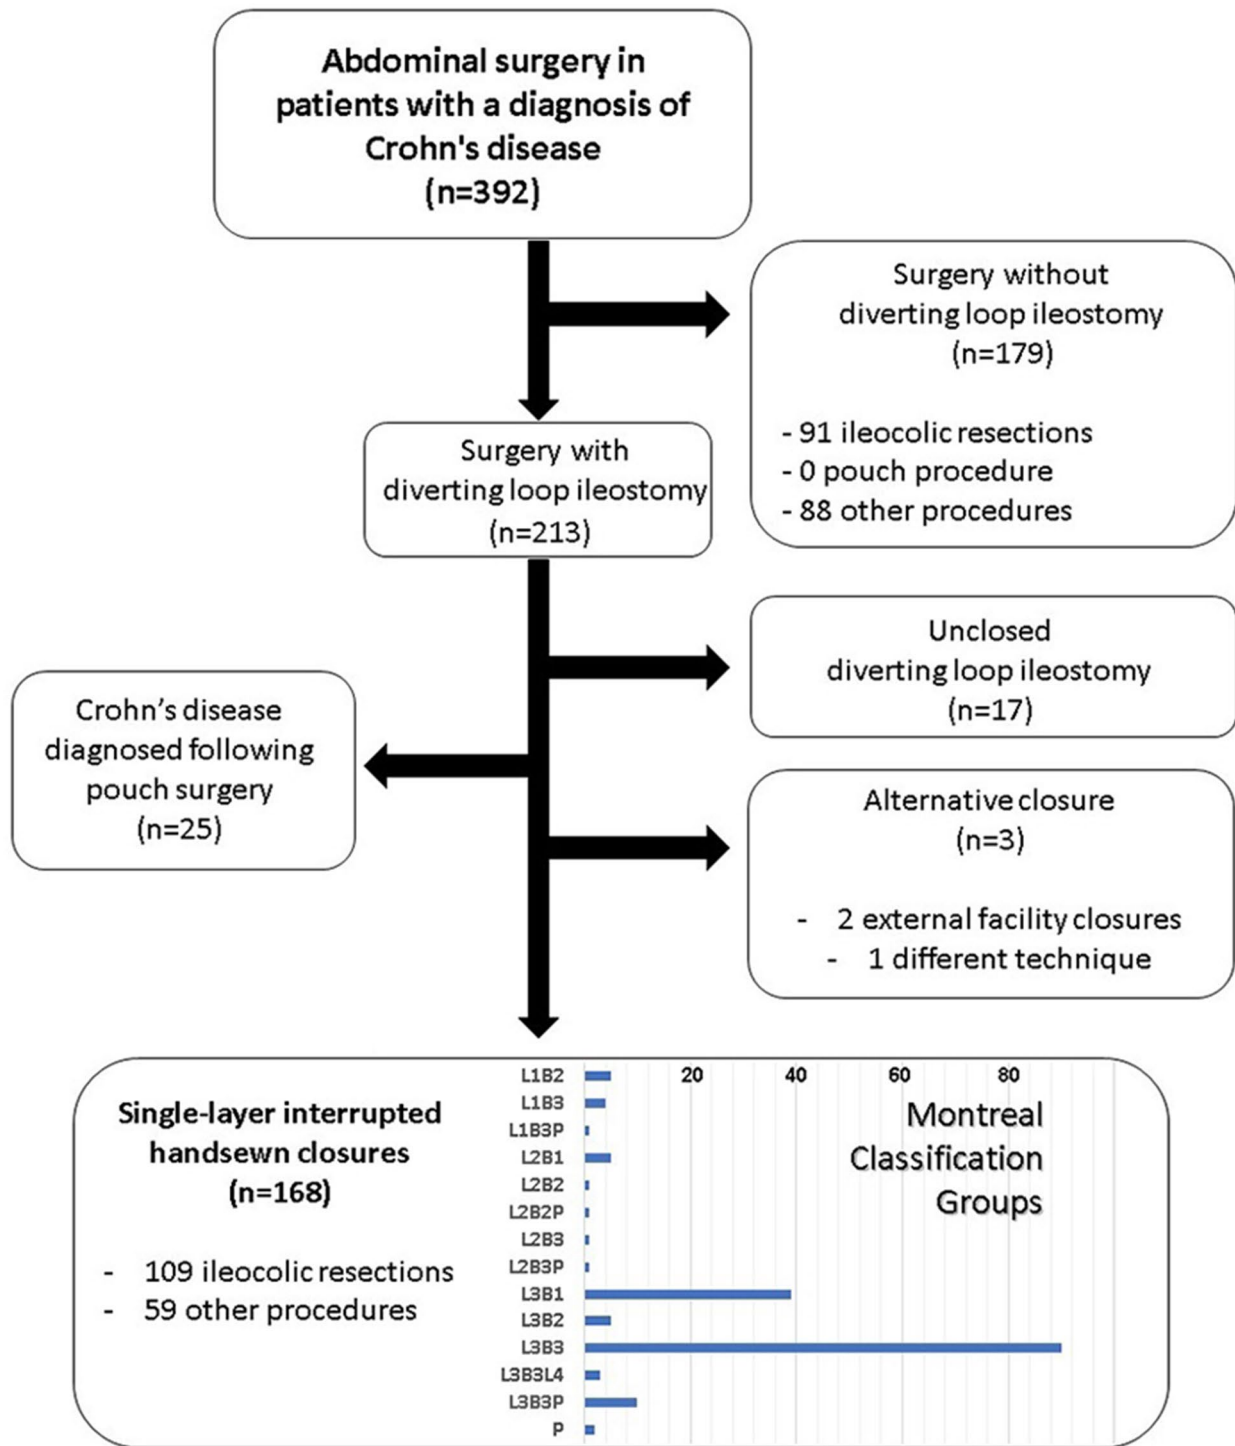 Abdominal surgery in
patients with a diagnosis of
Crohn's disease
(n=392)
Surgery without
diverting loop ileostomy
(n=179)
- 91 ileocolic resections
- 0 pouch procedure
- 88 other procedures
Surgery with
diverting loop ileostomy
(n=213)
Unclosed
diverting loop ileostomy
(n=17)
Crohn’s disease
diagnosed following
pouch surgery
(n=25)
Alternative closure
(n=3)
- 2 external facility closures
- 1 different technique
Single-layer interrupted
handsewn closures
(n=168)
- 109 ileocolic resections
- 59 other procedures
20 40 60 80
Montreal
Classification
Groups
L1B2
L1B3
L1B3P
L2B1
L2B2
L2B2P
L2B3
L2B3P
L3B1
L3B2
L3B3
L3B3L4
L3B3P
P